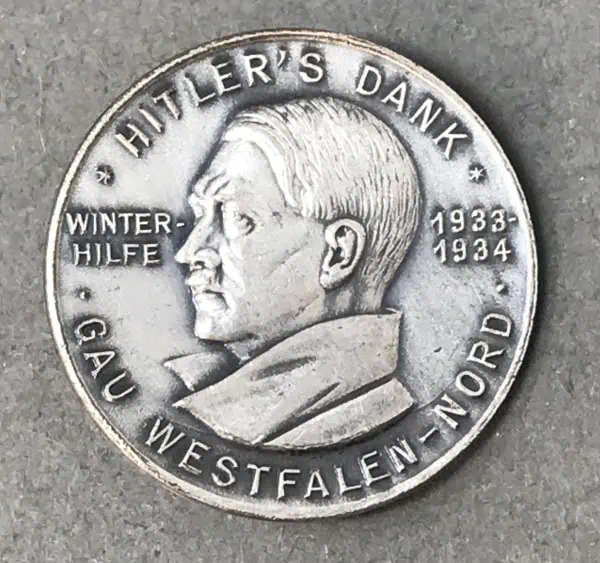 HITLER'S DANK
WINTER-
HILFE
1933-
1934
GAU WESTFALEN-NORD